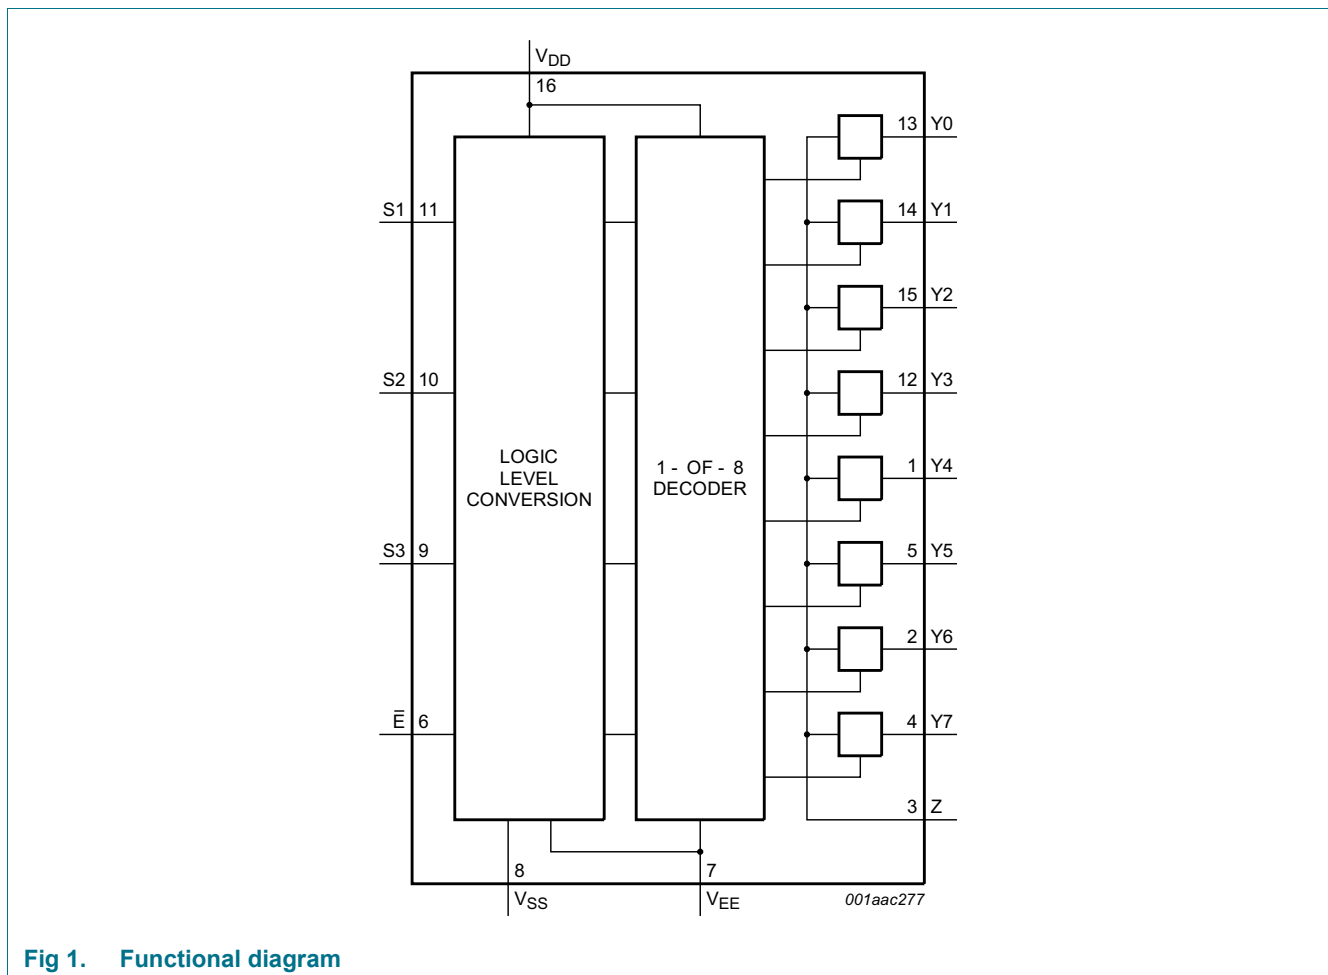 VDD
16
13 Y0
S1 11
14 Y1
15 Y2
S2 10
12 Y3
LOGIC
LEVEL
CONVERSION
1 - OF - 8
DECODER
1 Y4
S3 9
5 Y5
2 Y6
E̅ 6
4 Y7
3 Z
8
7
VSS
VEE
001aac277
Fig 1. Functional diagram